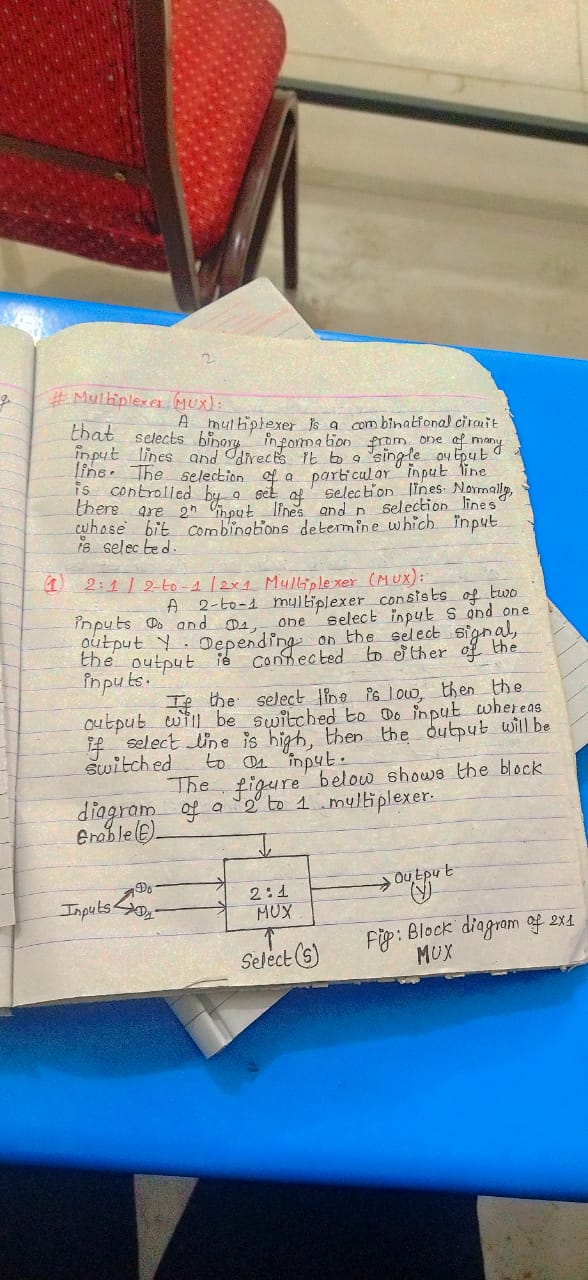 2
# Multiplexer (MUX):
A multiplexer is a combinational circuit
that selects binary information from one of many
input lines and directs it to a single output
line. The selection of a particular input line
is controlled by a set of selection lines. Normally,
there are 2ⁿ input lines and n selection lines
whose bit combinations determine which input
is selected.
(1) 2:1 / 2-to-1 / 2x1 Multiplexer (MUX):
A 2-to-1 multiplexer consists of two
inputs D0 and D1, one select input S and one
output Y. Depending on the select signal,
the output is connected to either of the
inputs.
If the select line is low, then the
output will be switched to D0 input whereas
if select line is high, then the output will be
switched to D1 input.
The figure below shows the block
diagram of a 2 to 1 multiplexer.
Enable (E)
Inputs D0 D1
2:1
MUX
Output
(Y)
Select (S)
Fig: Block diagram of 2x1
MUX